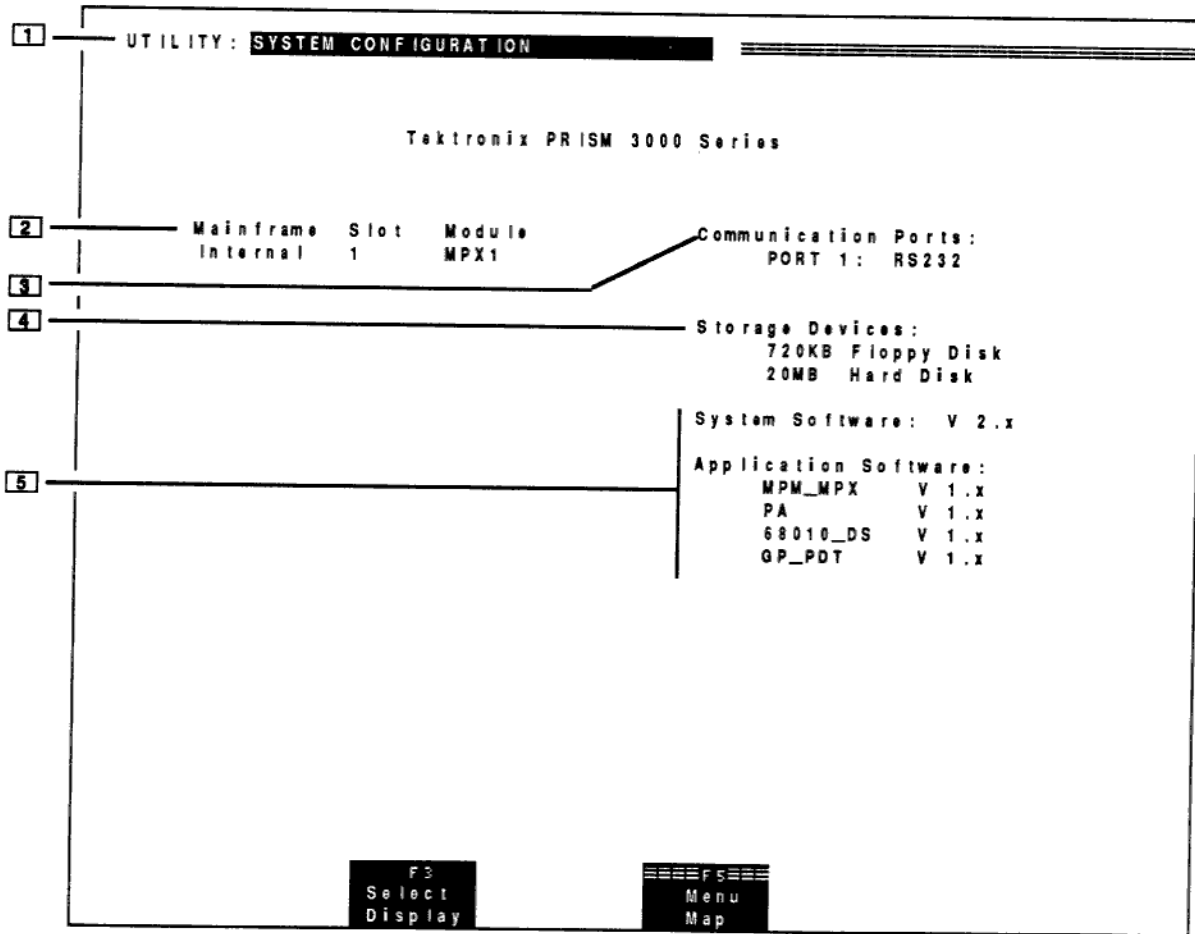 1 UTILITY: SYSTEM CONFIGURATION
Tektronix PRISM 3000 Series
2 Mainframe Slot Module
Internal 1 MPX1
3 Communication Ports:
PORT 1: RS232
4 Storage Devices:
720KB Floppy Disk
20MB Hard Disk
5 System Software: V 2.x
Application Software:
MPM_MPX V 1.x
PA V 1.x
68010_DS V 1.x
GP_PDT V 1.x
F3
Select
Display
F5
Menu
Map